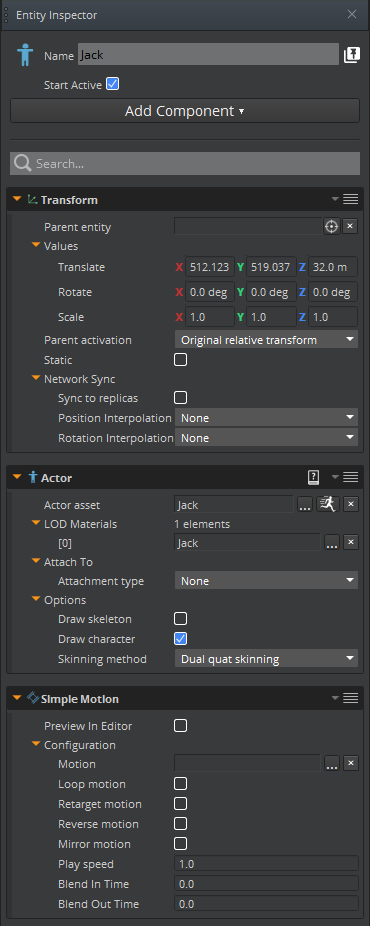 Entity Inspector
Name Jack
Start Active
Add Component
Search...
Transform
Parent entity
Values
Translate X 512.123 Y 519.037 Z 32.0 m
Rotate X 0.0 deg Y 0.0 deg Z 0.0 deg
Scale X 1.0 Y 1.0 Z 1.0
Parent activation Original relative transform
Static
Network Sync
Sync to replicas
Position Interpolation None
Rotation Interpolation None
Actor
Actor asset Jack ...
LOD Materials 1 elements
[0] Jack ...
Attach To
Attachment type None
Options
Draw skeleton
Draw character
Skinning method Dual quat skinning
SImple Motion
Preview In Editor
Configuration
Motion ...
Loop motion
Retarget motion
Reverse motion
Mirror motion
Play speed 1.0
Blend In Time 0.0
Blend Out Time 0.0